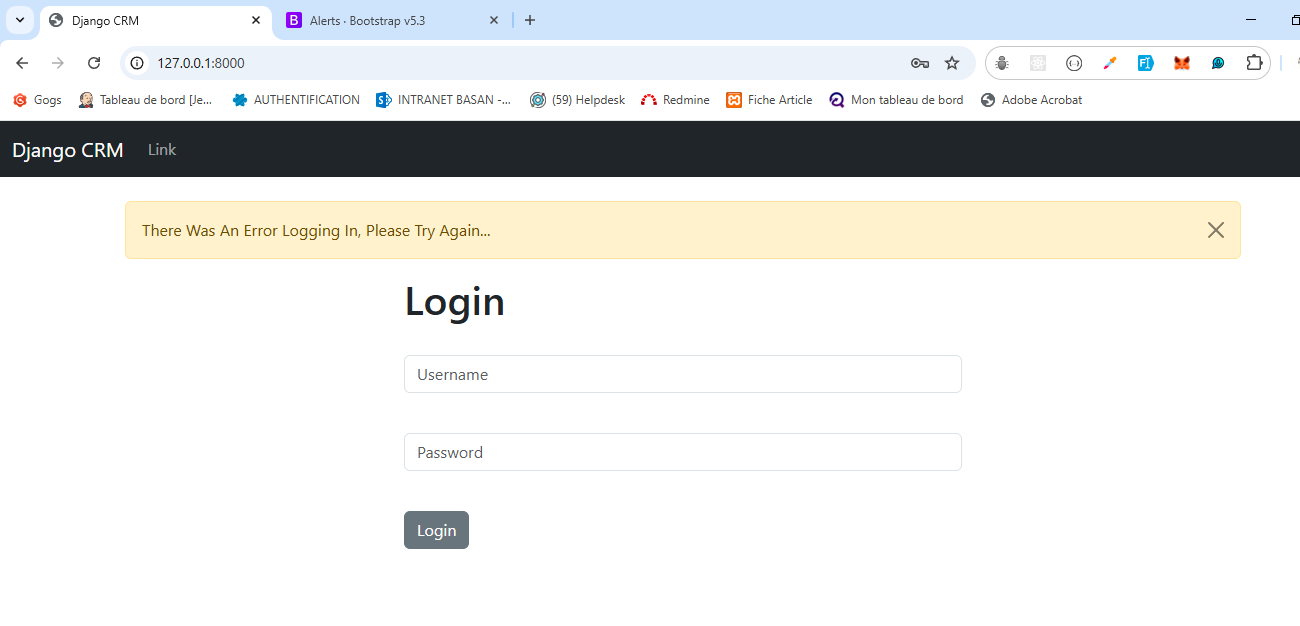 Django CRM
Alerts · Bootstrap v5.3
127.0.0.1:8000
Gogs
Tableau de bord [Je...
AUTHENTIFICATION
INTRANET BASAN -...
(59) Helpdesk
Redmine
Fiche Article
Mon tableau de bord
Adobe Acrobat
Django CRM
Link
There Was An Error Logging In, Please Try Again...
Login
Username
Password
Login